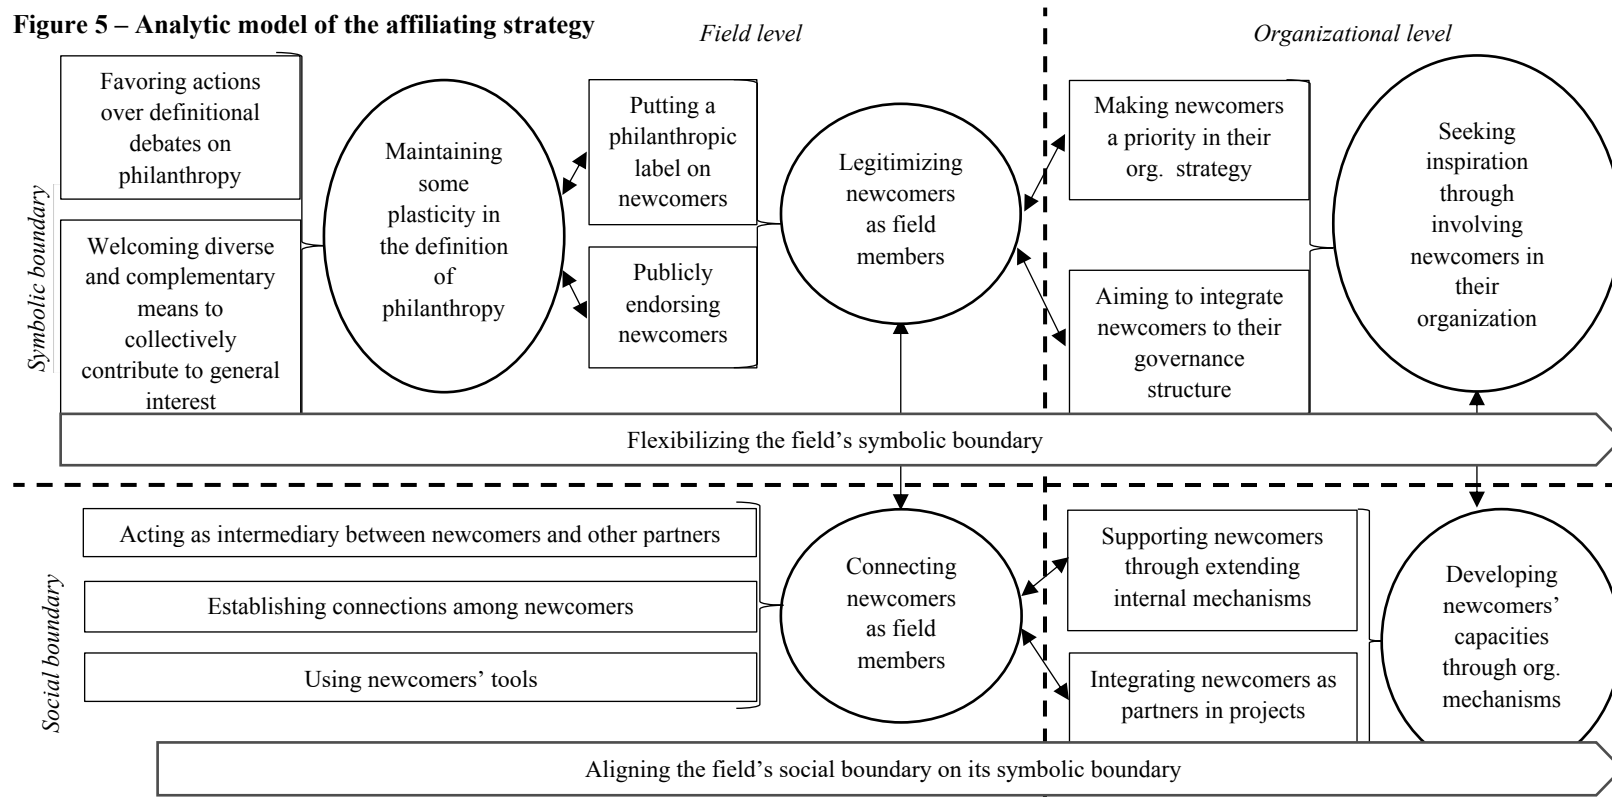 Figure 5 – Analytic model of the affiliating strategy
Field level
Organizational level
Symbolic boundary
Favoring actions
over definitional
debates on
philanthropy
Welcoming diverse
and complementary
means to
collectively
contribute to general
interest
Maintaining
some
plasticity in
the definition
of
philanthropy
Putting a
philanthropic
label on
newcomers
Publicly
endorsing
newcomers
Legitimizing
newcomers
as field
members
Making newcomers
a priority in their
org. strategy
Aiming to integrate
newcomers to their
governance
structure
Seeking
inspiration
through
involving
newcomers in
their
organization
Flexibilizing the field's symbolic boundary
Social boundary
Acting as intermediary between newcomers and other partners
Establishing connections among newcomers
Using newcomers' tools
Connecting
newcomers
as field
members
Supporting newcomers
through extending
internal mechanisms
Integrating newcomers as
partners in projects
Developing
newcomers'
capacities
through org.
mechanisms
Aligning the field's social boundary on its symbolic boundary